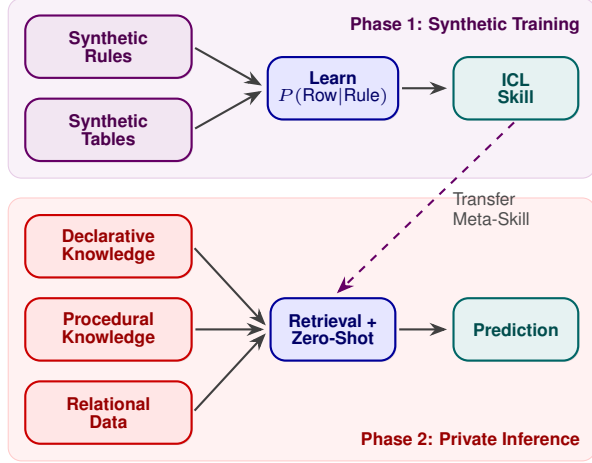 Phase 1: Synthetic Training
Synthetic
Rules
Synthetic
Tables
Learn
P(Row|Rule)
ICL
Skill
Transfer
Meta-Skill
Declarative
Knowledge
Procedural
Knowledge
Relational
Data
Retrieval +
Zero-Shot
Prediction
Phase 2: Private Inference